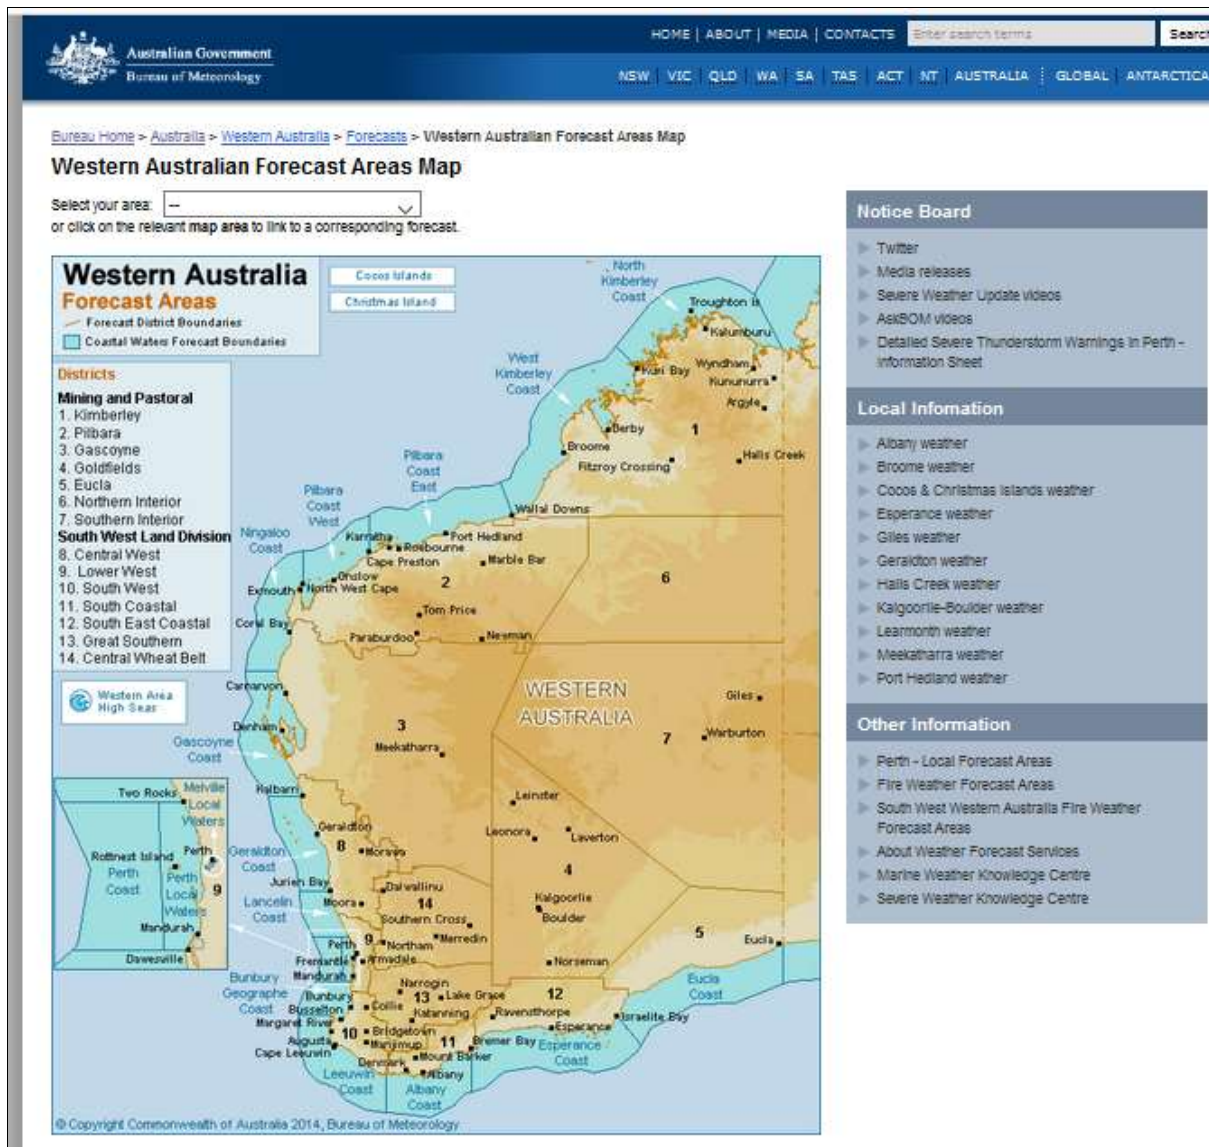 HOME | ABOUT | MEDIA | CONTACTS
Enter search terms
Search
Australian Government
Bureau of Meteorology
NSW | VIC | QLD | WA | SA | TAS | ACT | NT | AUSTRALIA | GLOBAL | ANTARCTICA
Bureau Home > Australia > Western Australia > Forecasts > Western Australian Forecast Areas Map
Western Australian Forecast Areas Map
Select your area: --
or click on the relevant map area to link to a corresponding forecast.
Western Australia
Forecast Areas
Forecast District Boundaries
Coastal Waters Forecast Boundaries
Cocos Islands
Christmas Island
Districts
Mining and Pastoral
1. Kimberley
2. Pilbara
3. Gascoyne
4. Goldfields
5. Eucla
6. Northern Interior
7. Southern Interior
South West Land Division
8. Central West
9. Lower West
10. South West
11. South Coastal
12. South East Coastal
13. Great Southern
14. Central Wheat Belt
Western Area
High Seas
North
Kimberley
Coast
Troughton Is
Kalumburu
West
Kimberley
Coast
Kuri Bay
Wyndham
Kununurra
Argyle
Derby
1
Broome
Fitzroy Crossing
Halls Creek
Pilbara
Coast
East
Pilbara
Coast
West
Wallal Downs
Ningaloo
Coast
Karratha
Port Hedland
Roebourne
Cape Preston
Marble Bar
Onslow
Exmouth
North West Cape
2
6
Tom Price
Coral Bay
Paraburdoo
Newman
Carnarvon
WESTERN
AUSTRALIA
Giles
Denham
3
7
Warburton
Gascoyne
Coast
Meekatharra
Kalbarri
Leinster
Geraldton
Leonora
Laverton
Geraldton
Coast
8
Morawa
4
Jurien Bay
Dalwallinu
Lancelin
Coast
Moora
14
Kalgoorlie
Boulder
Southern Cross
5
Perth
9
Northam
Merredin
Eucla
Fremantle
Armadale
Norseman
Mandurah
Bunbury
Geographe
Coast
Narrogin
Eucla
Coast
Bunbury
13
Lake Grace
12
Busselton
Collie
Katanning
Ravensthorpe
Israelite Bay
Margaret River
10
Bridgetown
Esperance
Augusta
Manjimup
11
Bremer Bay
Esperance
Coast
Cape Leeuwin
Mount Barker
Denmark
Albany
Leeuwin
Coast
Albany
Coast
Two Rocks
Melville
Local
Waters
Rottnest Island
Perth
Perth
Coast
Perth
Local
Waters
9
Mandurah
Dawesville
© Copyright Commonwealth of Australia 2014, Bureau of Meteorology
Notice Board
Twitter
Media releases
Severe Weather Update videos
AskBOM videos
Detailed Severe Thunderstorm Warnings in Perth -
Information Sheet
Local Infomation
Albany weather
Broome weather
Cocos & Christmas Islands weather
Esperance weather
Giles weather
Geraldton weather
Halls Creek weather
Kalgoorlie-Boulder weather
Learmonth weather
Meekatharra weather
Port Hedland weather
Other Information
Perth - Local Forecast Areas
Fire Weather Forecast Areas
South West Western Australia Fire Weather
Forecast Areas
About Weather Forecast Services
Marine Weather Knowledge Centre
Severe Weather Knowledge Centre